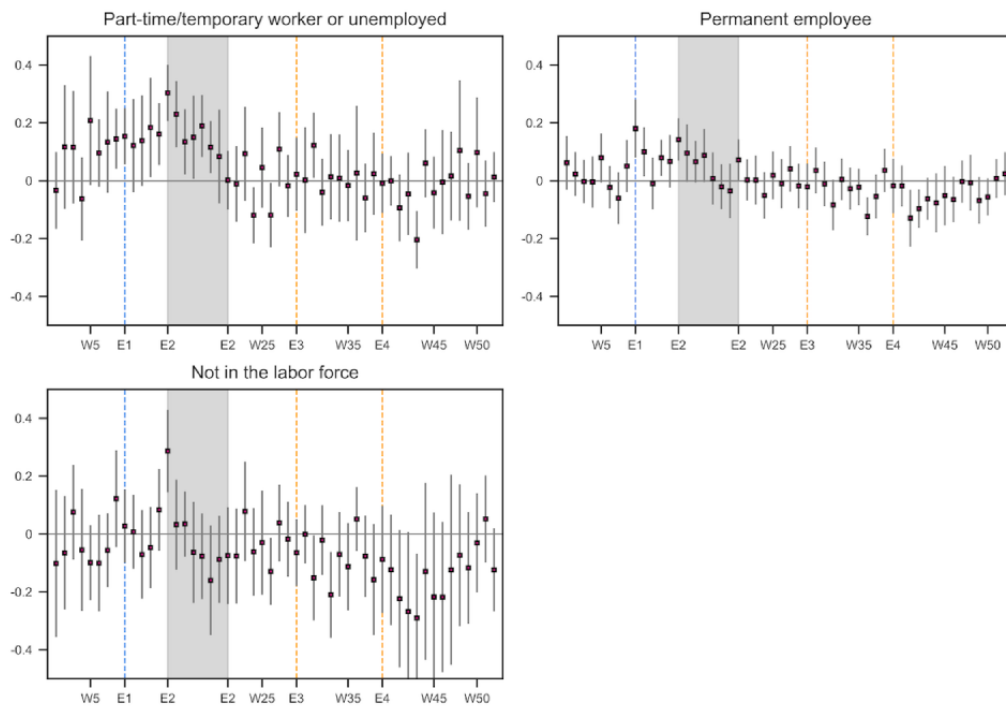 Part-time/temporary worker or unemployed
0.4
0.2
0
-0.2
-0.4
W5 E1 E2 E2 W25 E3 W35 E4 W45 W50
Permanent employee
0.4
0.2
0
-0.2
-0.4
W5 E1 E2 E2 W25 E3 W35 E4 W45 W50
Not in the labor force
0.4
0.2
0
-0.2
-0.4
W5 E1 E2 E2 W25 E3 W35 E4 W45 W50